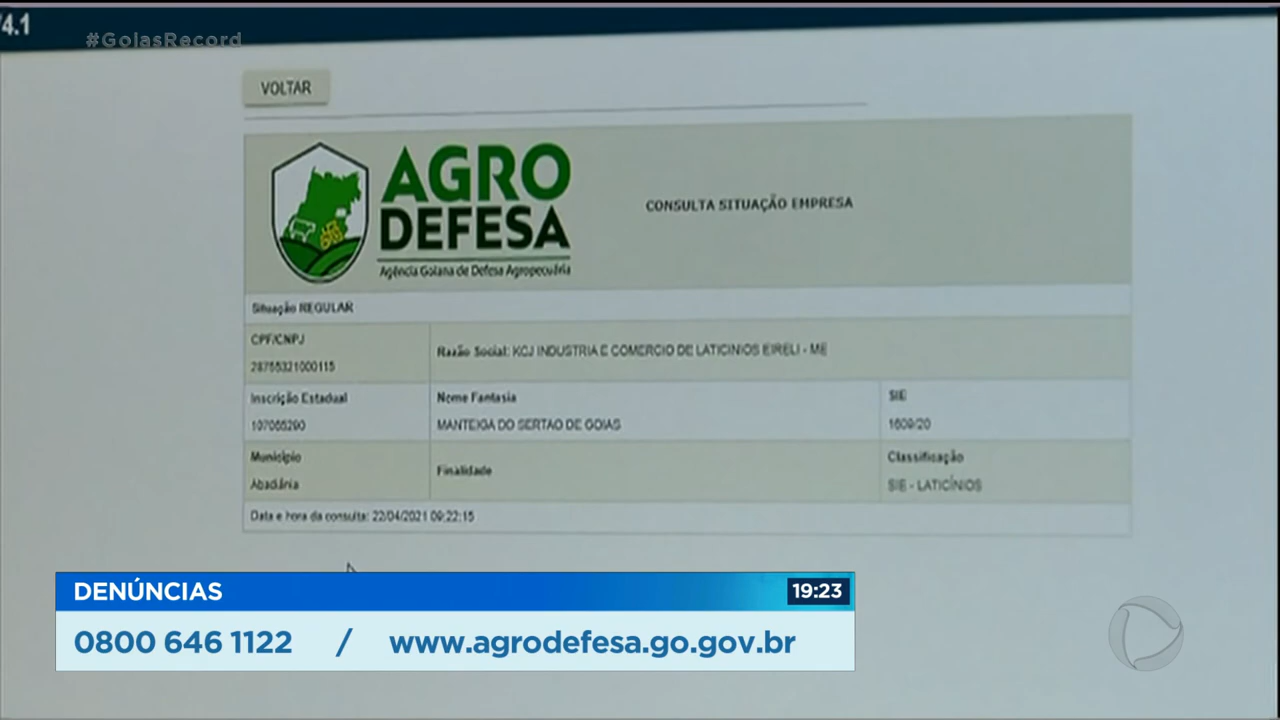 /4.1
#GoiasRecord
VOLTAR
AGRO
DEFESA
Agência Goiana de Defesa Agropecuária
CONSULTA SITUAÇÃO EMPRESA
Situação REGULAR
CPF/CNPJ
28755321000115
Razão Social: KCJ INDUSTRIA E COMERCIO DE LATICINIOS EIRELI - ME
Inscrição Estadual
107065290
Nome Fantasia
MANTEIGA DO SERTAO DE GOIAS
SIE
1609/20
Município
Abadiânia
Finalidade
Classificação
SIE - LATICÍNIOS
Data e hora da consulta: 22/04/2021 09:22:15
DENÚNCIAS
19:23
0800 646 1122 / www.agrodefesa.go.gov.br